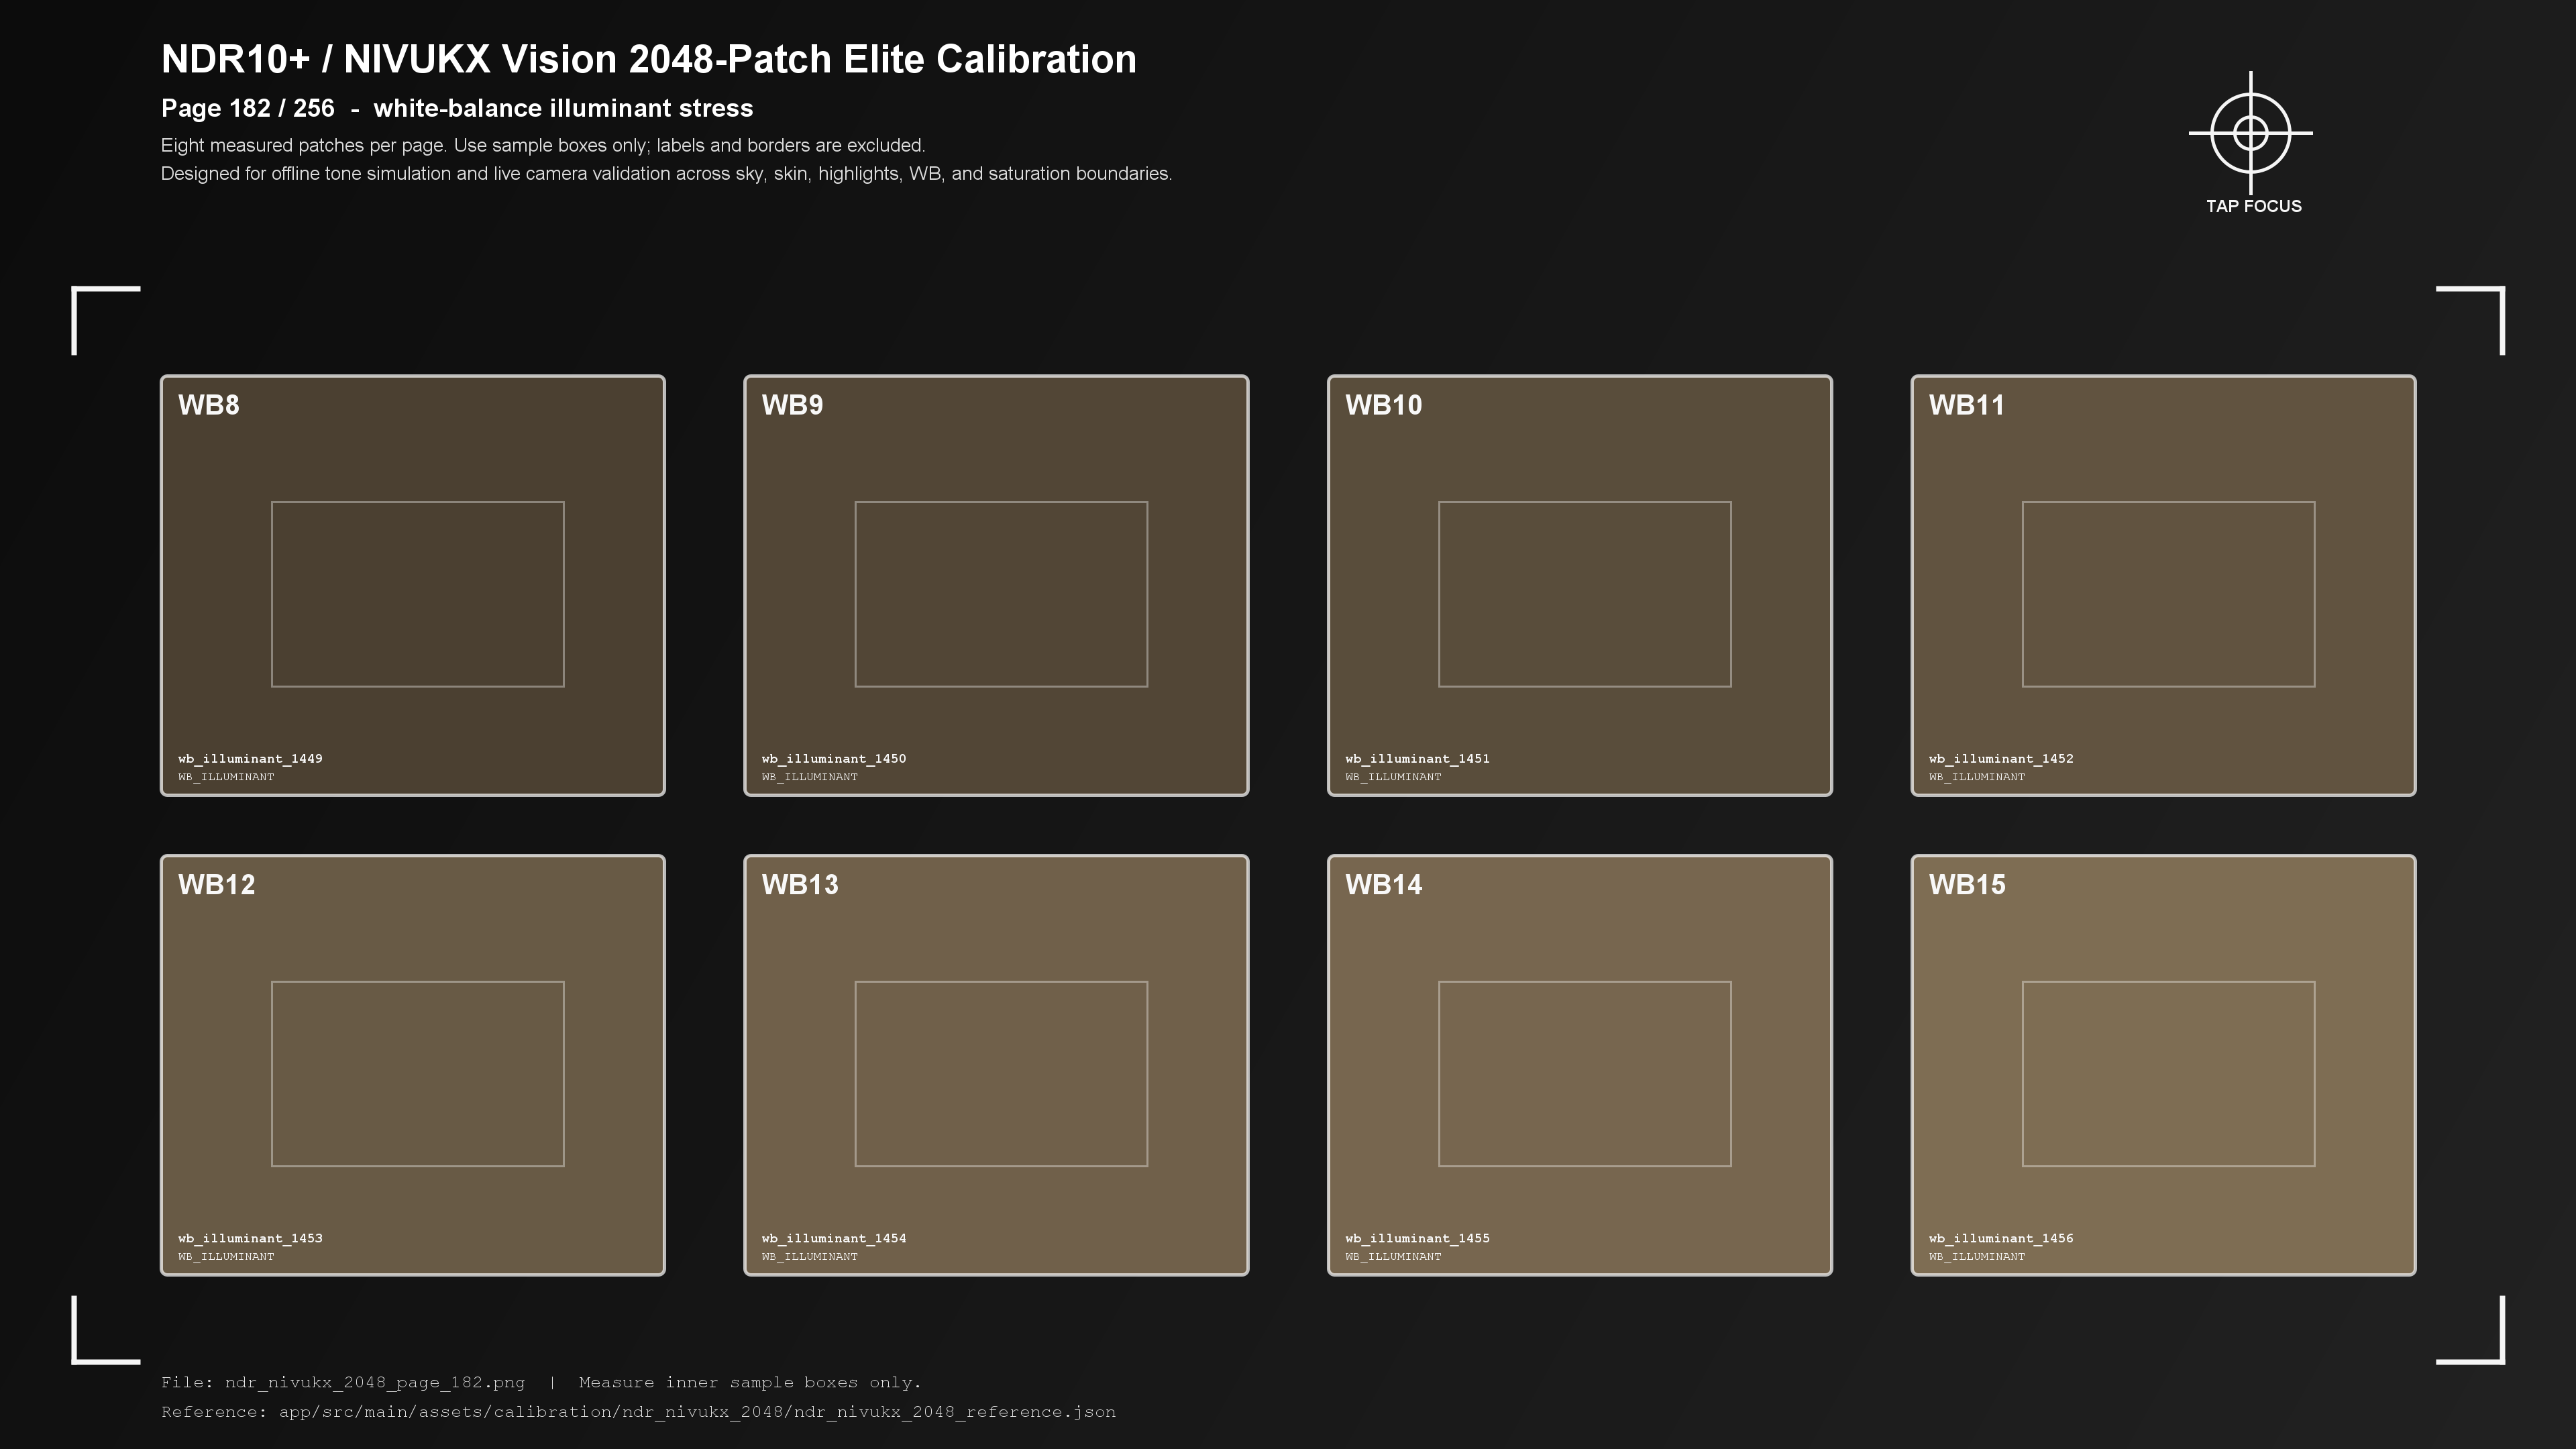 NDR10+ / NIVUKX Vision 2048-Patch Elite Calibration
Page 182 / 256 - white-balance illuminant stress
Eight measured patches per page. Use sample boxes only; labels and borders are excluded.
Designed for offline tone simulation and live camera validation across sky, skin, highlights, WB, and saturation boundaries.
TAP FOCUS
WB8
wb_illuminant_1449
WB_ILLUMINANT
WB9
wb_illuminant_1450
WB_ILLUMINANT
WB10
wb_illuminant_1451
WB_ILLUMINANT
WB11
wb_illuminant_1452
WB_ILLUMINANT
WB12
wb_illuminant_1453
WB_ILLUMINANT
WB13
wb_illuminant_1454
WB_ILLUMINANT
WB14
wb_illuminant_1455
WB_ILLUMINANT
WB15
wb_illuminant_1456
WB_ILLUMINANT
File: ndr_nivukx_2048_page_182.png | Measure inner sample boxes only.
Reference: app/src/main/assets/calibration/ndr_nivukx_2048/ndr_nivukx_2048_reference.json